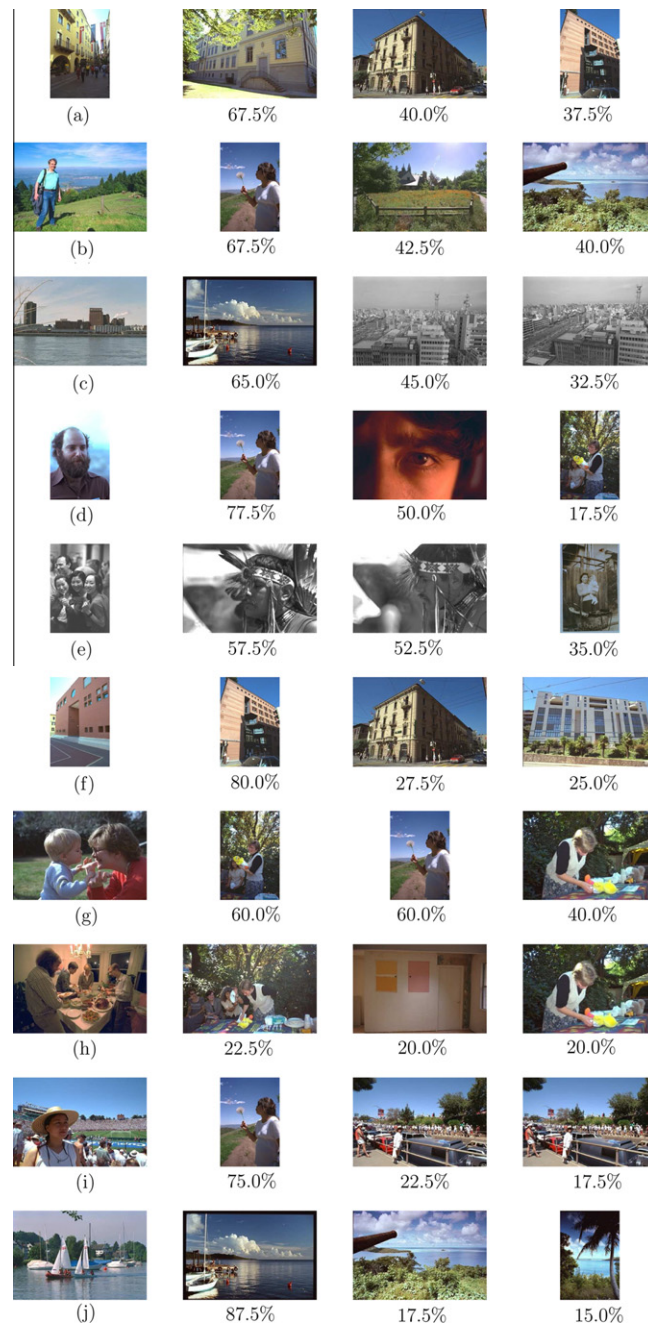 (a) 67.5% 40.0% 37.5%
(b) 67.5% 42.5% 40.0%
(c) 65.0% 45.0% 32.5%
(d) 77.5% 50.0% 17.5%
(e) 57.5% 52.5% 35.0%
(f) 80.0% 27.5% 25.0%
(g) 60.0% 60.0% 40.0%
(h) 22.5% 20.0% 20.0%
(i) 75.0% 22.5% 17.5%
(j) 87.5% 17.5% 15.0%